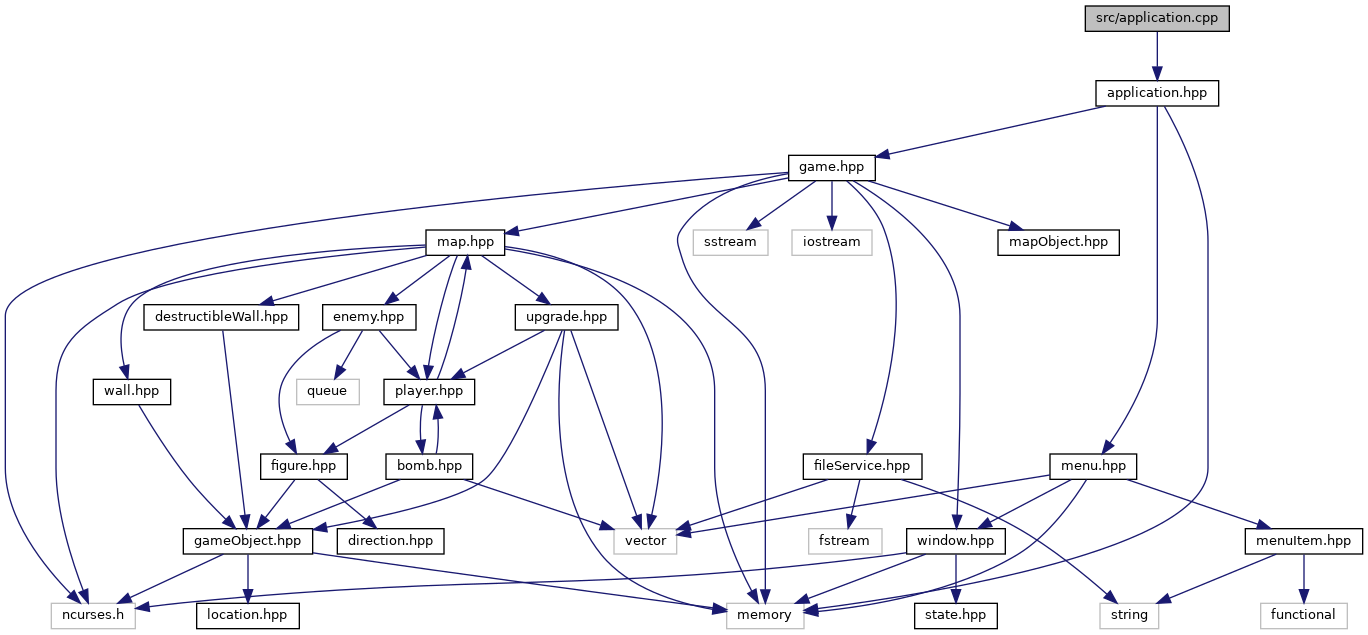 src/application.cpp
application.hpp
game.hpp
map.hpp
sstream
iostream
mapObject.hpp
destructibleWall.hpp
enemy.hpp
upgrade.hpp
wall.hpp
queue
player.hpp
figure.hpp
bomb.hpp
fileService.hpp
menu.hpp
gameObject.hpp
direction.hpp
vector
fstream
window.hpp
menuItem.hpp
ncurses.h
location.hpp
memory
state.hpp
string
functional